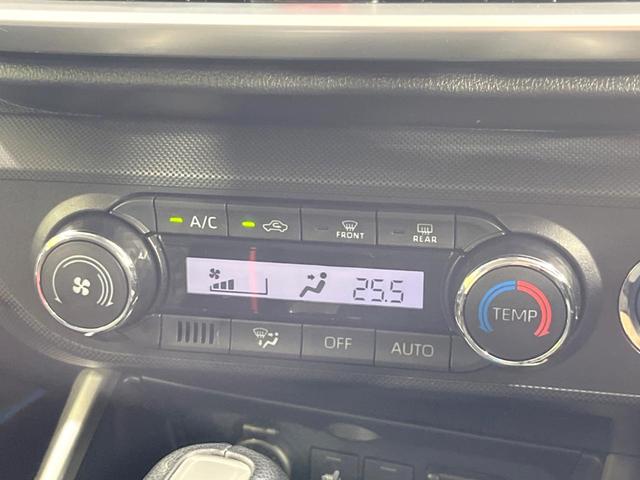 A/C
FRONT
REAR
25.5
TEMP
OFF
AUTO